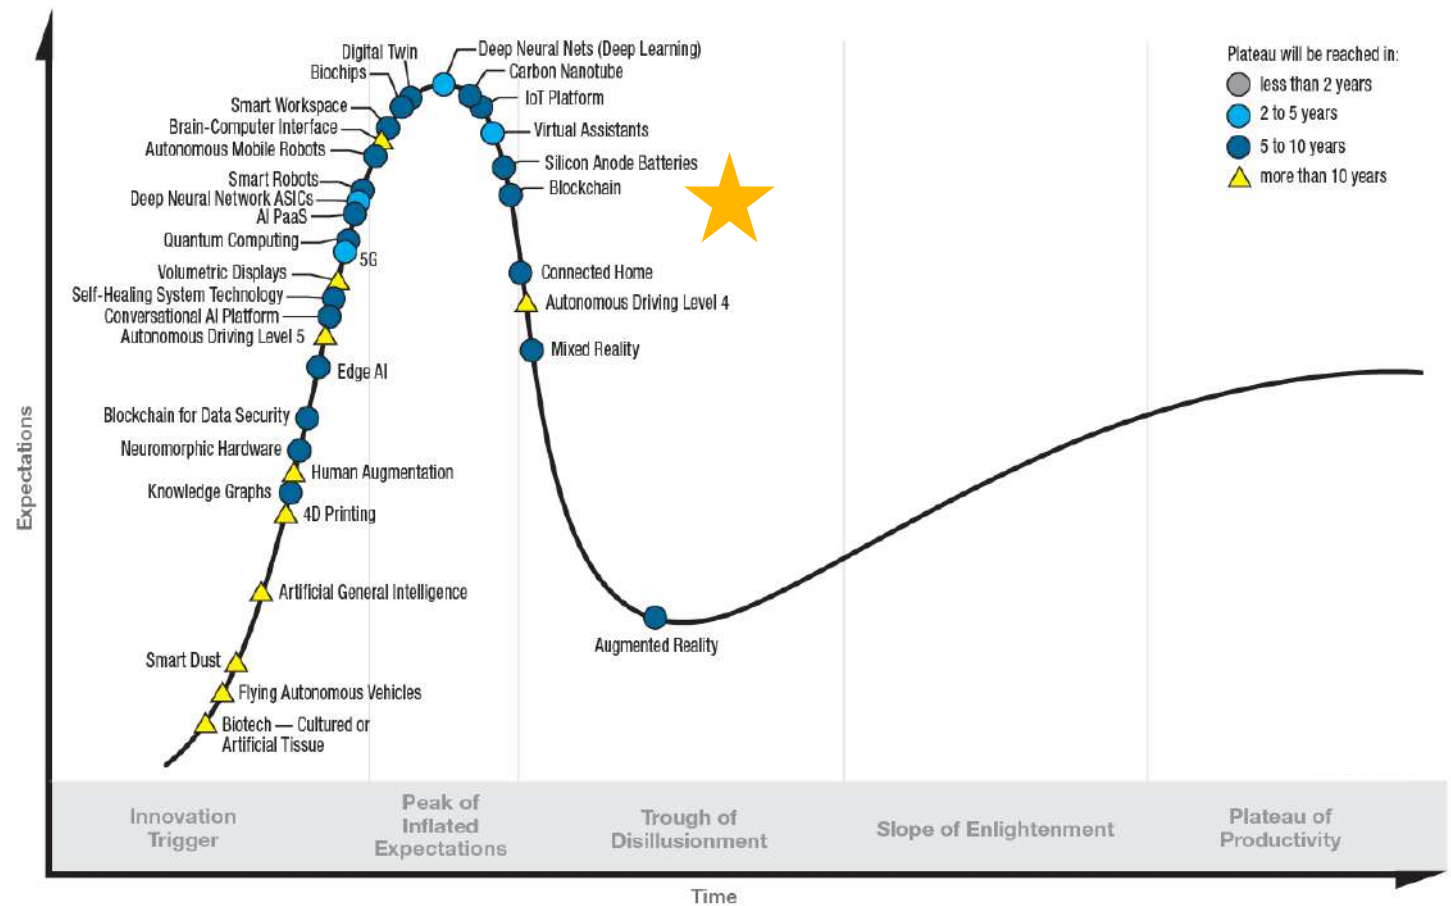 Digital Twin
Biochips
Smart Workspace
Brain-Computer Interface
Autonomous Mobile Robots
Smart Robots
Deep Neural Network ASICs
AI PaaS
Quantum Computing
5G
Volumetric Displays
Self-Healing System Technology
Conversational AI Platform
Autonomous Driving Level 5
Edge AI
Blockchain for Data Security
Neuromorphic Hardware
Human Augmentation
Knowledge Graphs
4D Printing
Artificial General Intelligence
Smart Dust
Flying Autonomous Vehicles
Biotech — Cultured or
Artificial Tissue
Deep Neural Nets (Deep Learning)
Carbon Nanotube
IoT Platform
Virtual Assistants
Silicon Anode Batteries
Blockchain
Connected Home
Autonomous Driving Level 4
Mixed Reality
Augmented Reality
Plateau will be reached in:
less than 2 years
2 to 5 years
5 to 10 years
more than 10 years
Expectations
Innovation
Trigger
Peak of
Inflated
Expectations
Trough of
Disillusionment
Slope of Enlightenment
Plateau of
Productivity
Time